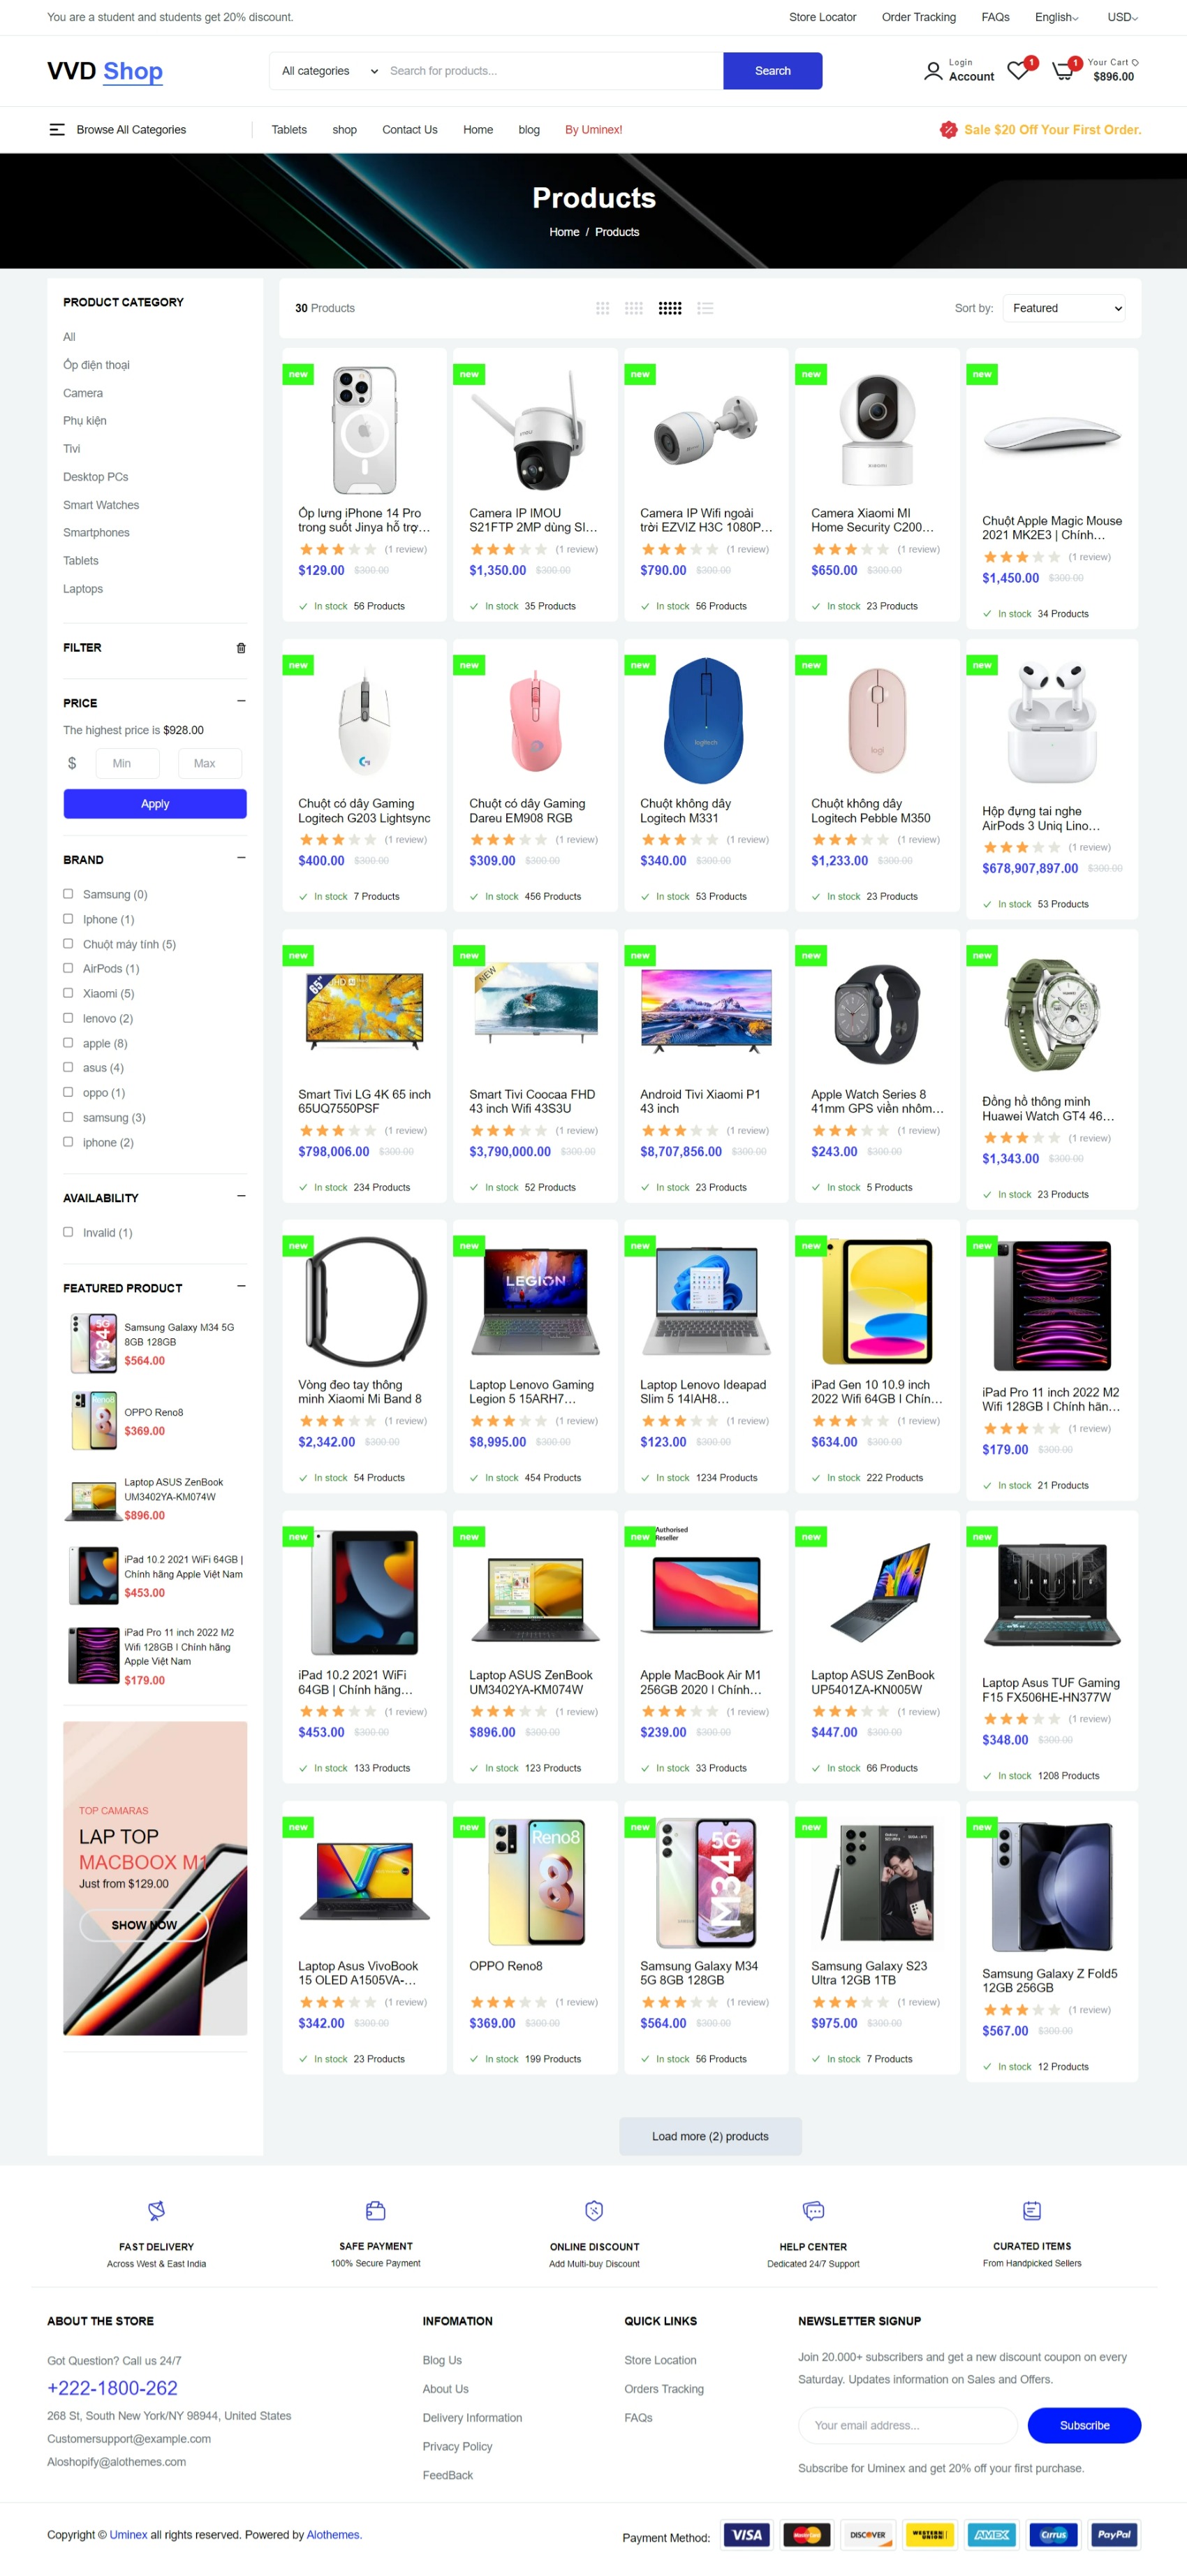 You are a student and students get 20% discount.
Store Locator Order Tracking FAQs English USD
VVD Shop
All categories Search for products... Search
Login
Account
1
1
Your Cart
$896.00
Browse All Categories
Tablets shop Contact Us Home blog By Uminex!
Sale $20 Off Your First Order.
Products
Home / Products
PRODUCT CATEGORY
All
Ốp điện thoại
Camera
Phụ kiện
Tivi
Desktop PCs
Smart Watches
Smartphones
Tablets
Laptops
FILTER
PRICE
The highest price is $928.00
$ Min Max
Apply
BRAND
Samsung (0)
Iphone (1)
Chuột máy tính (5)
AirPods (1)
Xiaomi (5)
lenovo (2)
apple (8)
asus (4)
oppo (1)
samsung (3)
iphone (2)
AVAILABILITY
Invalid (1)
FEATURED PRODUCT
Samsung Galaxy M34 5G
8GB 128GB
$564.00
OPPO Reno8
$369.00
Laptop ASUS ZenBook
UM3402YA-KM074W
$896.00
iPad 10.2 2021 WiFi 64GB |
Chính hãng Apple Việt Nam
$453.00
iPad Pro 11 inch 2022 M2
Wifi 128GB I Chính hãng
Apple Việt Nam
$179.00
TOP CAMARAS
LAP TOP
MACBOOX M1
Just from $129.00
SHOW NOW
30 Products
Sort by: Featured
new
Ốp lưng iPhone 14 Pro
trong suốt Jinya hỗ trợ...
(1 review)
$129.00 $300.00
In stock 56 Products
new
Camera IP IMOU
S21FTP 2MP dùng SI...
(1 review)
$1,350.00 $300.00
In stock 35 Products
new
Camera IP Wifi ngoài
trời EZVIZ H3C 1080P...
(1 review)
$790.00 $300.00
In stock 56 Products
new
Camera Xiaomi MI
Home Security C200...
(1 review)
$650.00 $300.00
In stock 23 Products
new
Chuột Apple Magic Mouse
2021 MK2E3 | Chính...
(1 review)
$1,450.00 $300.00
In stock 34 Products
new
Chuột có dây Gaming
Logitech G203 Lightsync
(1 review)
$400.00 $300.00
In stock 7 Products
new
Chuột có dây Gaming
Dareu EM908 RGB
(1 review)
$309.00 $300.00
In stock 456 Products
new
logitech
Chuột không dây
Logitech M331
(1 review)
$340.00 $300.00
In stock 53 Products
new
logi
Chuột không dây
Logitech Pebble M350
(1 review)
$1,233.00 $300.00
In stock 23 Products
new
Hộp đựng tai nghe
AirPods 3 Uniq Lino...
(1 review)
$678,907,897.00 $300.00
In stock 53 Products
new
65"
Smart Tivi LG 4K 65 inch
65UQ7550PSF
(1 review)
$798,006.00 $300.00
In stock 234 Products
new
NEW
Smart Tivi Coocaa FHD
43 inch Wifi 43S3U
(1 review)
$3,790,000.00 $300.00
In stock 52 Products
new
Android Tivi Xiaomi P1
43 inch
(1 review)
$8,707,856.00 $300.00
In stock 23 Products
new
Apple Watch Series 8
41mm GPS viền nhôm...
(1 review)
$243.00 $300.00
In stock 5 Products
new
Đồng hồ thông minh
Huawei Watch GT4 46...
(1 review)
$1,343.00 $300.00
In stock 23 Products
new
Vòng đeo tay thông
minh Xiaomi Mi Band 8
(1 review)
$2,342.00 $300.00
In stock 54 Products
new
LEGION
Laptop Lenovo Gaming
Legion 5 15ARH7...
(1 review)
$8,995.00 $300.00
In stock 454 Products
new
Laptop Lenovo Ideapad
Slim 5 14IAH8...
(1 review)
$123.00 $300.00
In stock 1234 Products
new
iPad Gen 10 10.9 inch
2022 Wifi 64GB I Chín...
(1 review)
$634.00 $300.00
In stock 222 Products
new
iPad Pro 11 inch 2022 M2
Wifi 128GB I Chính hãn...
(1 review)
$179.00 $300.00
In stock 21 Products
new
iPad 10.2 2021 WiFi
64GB | Chính hãng...
(1 review)
$453.00 $300.00
In stock 133 Products
new
Laptop ASUS ZenBook
UM3402YA-KM074W
(1 review)
$896.00 $300.00
In stock 123 Products
new
Authorised
Reseller
Apple MacBook Air M1
256GB 2020 I Chính...
(1 review)
$239.00 $300.00
In stock 33 Products
new
Laptop ASUS ZenBook
UP5401ZA-KN005W
(1 review)
$447.00 $300.00
In stock 66 Products
new
Laptop Asus TUF Gaming
F15 FX506HE-HN377W
(1 review)
$348.00 $300.00
In stock 1208 Products
new
Laptop Asus VivoBook
15 OLED A1505VA-...
(1 review)
$342.00 $300.00
In stock 23 Products
new
Reno8
OPPO Reno8
(1 review)
$369.00 $300.00
In stock 199 Products
new
5G
M34
Samsung Galaxy M34
5G 8GB 128GB
(1 review)
$564.00 $300.00
In stock 56 Products
new
Samsung Galaxy S23
Ultra 12GB 1TB
(1 review)
$975.00 $300.00
In stock 7 Products
new
Samsung Galaxy Z Fold5
12GB 256GB
(1 review)
$567.00 $300.00
In stock 12 Products
Load more (2) products
FAST DELIVERY
Across West & East India
SAFE PAYMENT
100% Secure Payment
ONLINE DISCOUNT
Add Multi-buy Discount
HELP CENTER
Dedicated 24/7 Support
CURATED ITEMS
From Handpicked Sellers
ABOUT THE STORE
Got Question? Call us 24/7
+222-1800-262
268 St, South New York/NY 98944, United States
Customersupport@example.com
Aloshopify@alothemes.com
INFOMATION
Blog Us
About Us
Delivery Information
Privacy Policy
FeedBack
QUICK LINKS
Store Location
Orders Tracking
FAQs
NEWSLETTER SIGNUP
Join 20.000+ subscribers and get a new discount coupon on every
Saturday. Updates information on Sales and Offers.
Your email address... Subscribe
Subscribe for Uminex and get 20% off your first purchase.
Copyright © Uminex all rights reserved. Powered by Alothemes.
Payment Method: VISA MasterCard DISCOVER WESTERN UNION AMEX Cirrus PayPal